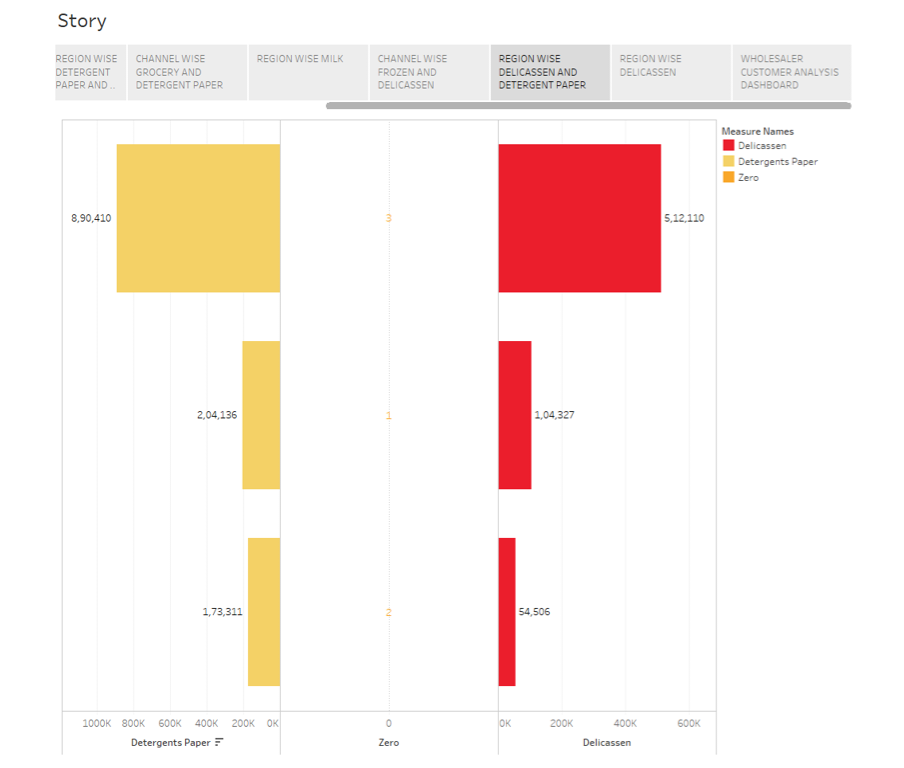 Story
REGION WISE
DETERGENT
PAPER AND ..
CHANNEL WISE
GROCERY AND
DETERGENT PAPER
REGION WISE MILK
CHANNEL WISE
FROZEN AND
DELICASSEN
REGION WISE
DELICASSEN AND
DETERGENT PAPER
REGION WISE
DELICASSEN
WHOLESALER
CUSTOMER ANALYSIS
DASHBOARD
Measure Names
Delicassen
Detergents Paper
Zero
8,90,410
3
5,12,110
2,04,136
1
1,04,327
1,73,311
2
54,506
1000K 800K 600K 400K 200K 0K
0
0K 200K 400K 600K
Detergents Paper
Zero
Delicassen